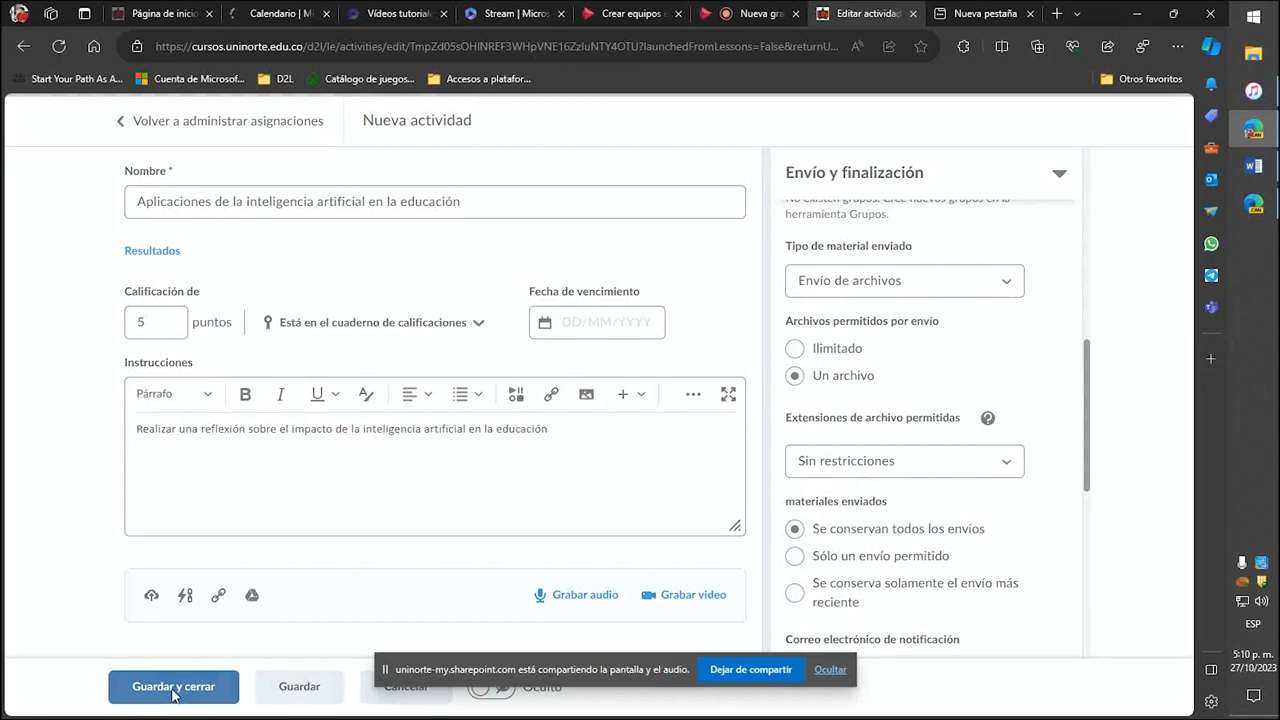 Página de inicio
Calendario | Mi
Vídeos tutoriale
Stream | Micros
Crear equipos e
Nueva gra
Editar actividad
Nueva pestaña
https://cursos.uninorte.edu.co/d2l/le/activities/edit/TmpZd05sOHlNREF3WHpVNE16ZzluNTY4OTU?launchedFromLessons=False&returnU...
Start Your Path As A...
Cuenta de Microsof...
D2L
Catálogo de juegos...
Accesos a platafor...
Otros favoritos
Volver a administrar asignaciones
Nueva actividad
Nombre *
Aplicaciones de la inteligencia artificial en la educación
Resultados
Calificación de
5 puntos
Está en el cuaderno de calificaciones
Fecha de vencimiento
DD/MM/YYYY
Instrucciones
Párrafo
B I U
Realizar una reflexión sobre el impacto de la inteligencia artificial en la educación
Grabar audio
Grabar video
Envío y finalización
No existen grupos. Cree nuevos grupos en la
herramienta Grupos.
Tipo de material enviado
Envío de archivos
Archivos permitidos por envío
Ilimitado
Un archivo
Extensiones de archivo permitidas
Sin restricciones
materiales enviados
Se conservan todos los envíos
Sólo un envío permitido
Se conserva solamente el envío más
reciente
Correo electrónico de notificación
uninorte-my.sharepoint.com está compartiendo la pantalla y el audio.
Dejar de compartir
Ocultar
Guardar y cerrar
Guardar
Cancelar
Oculto
ESP
5:10 p. m.
27/10/2023